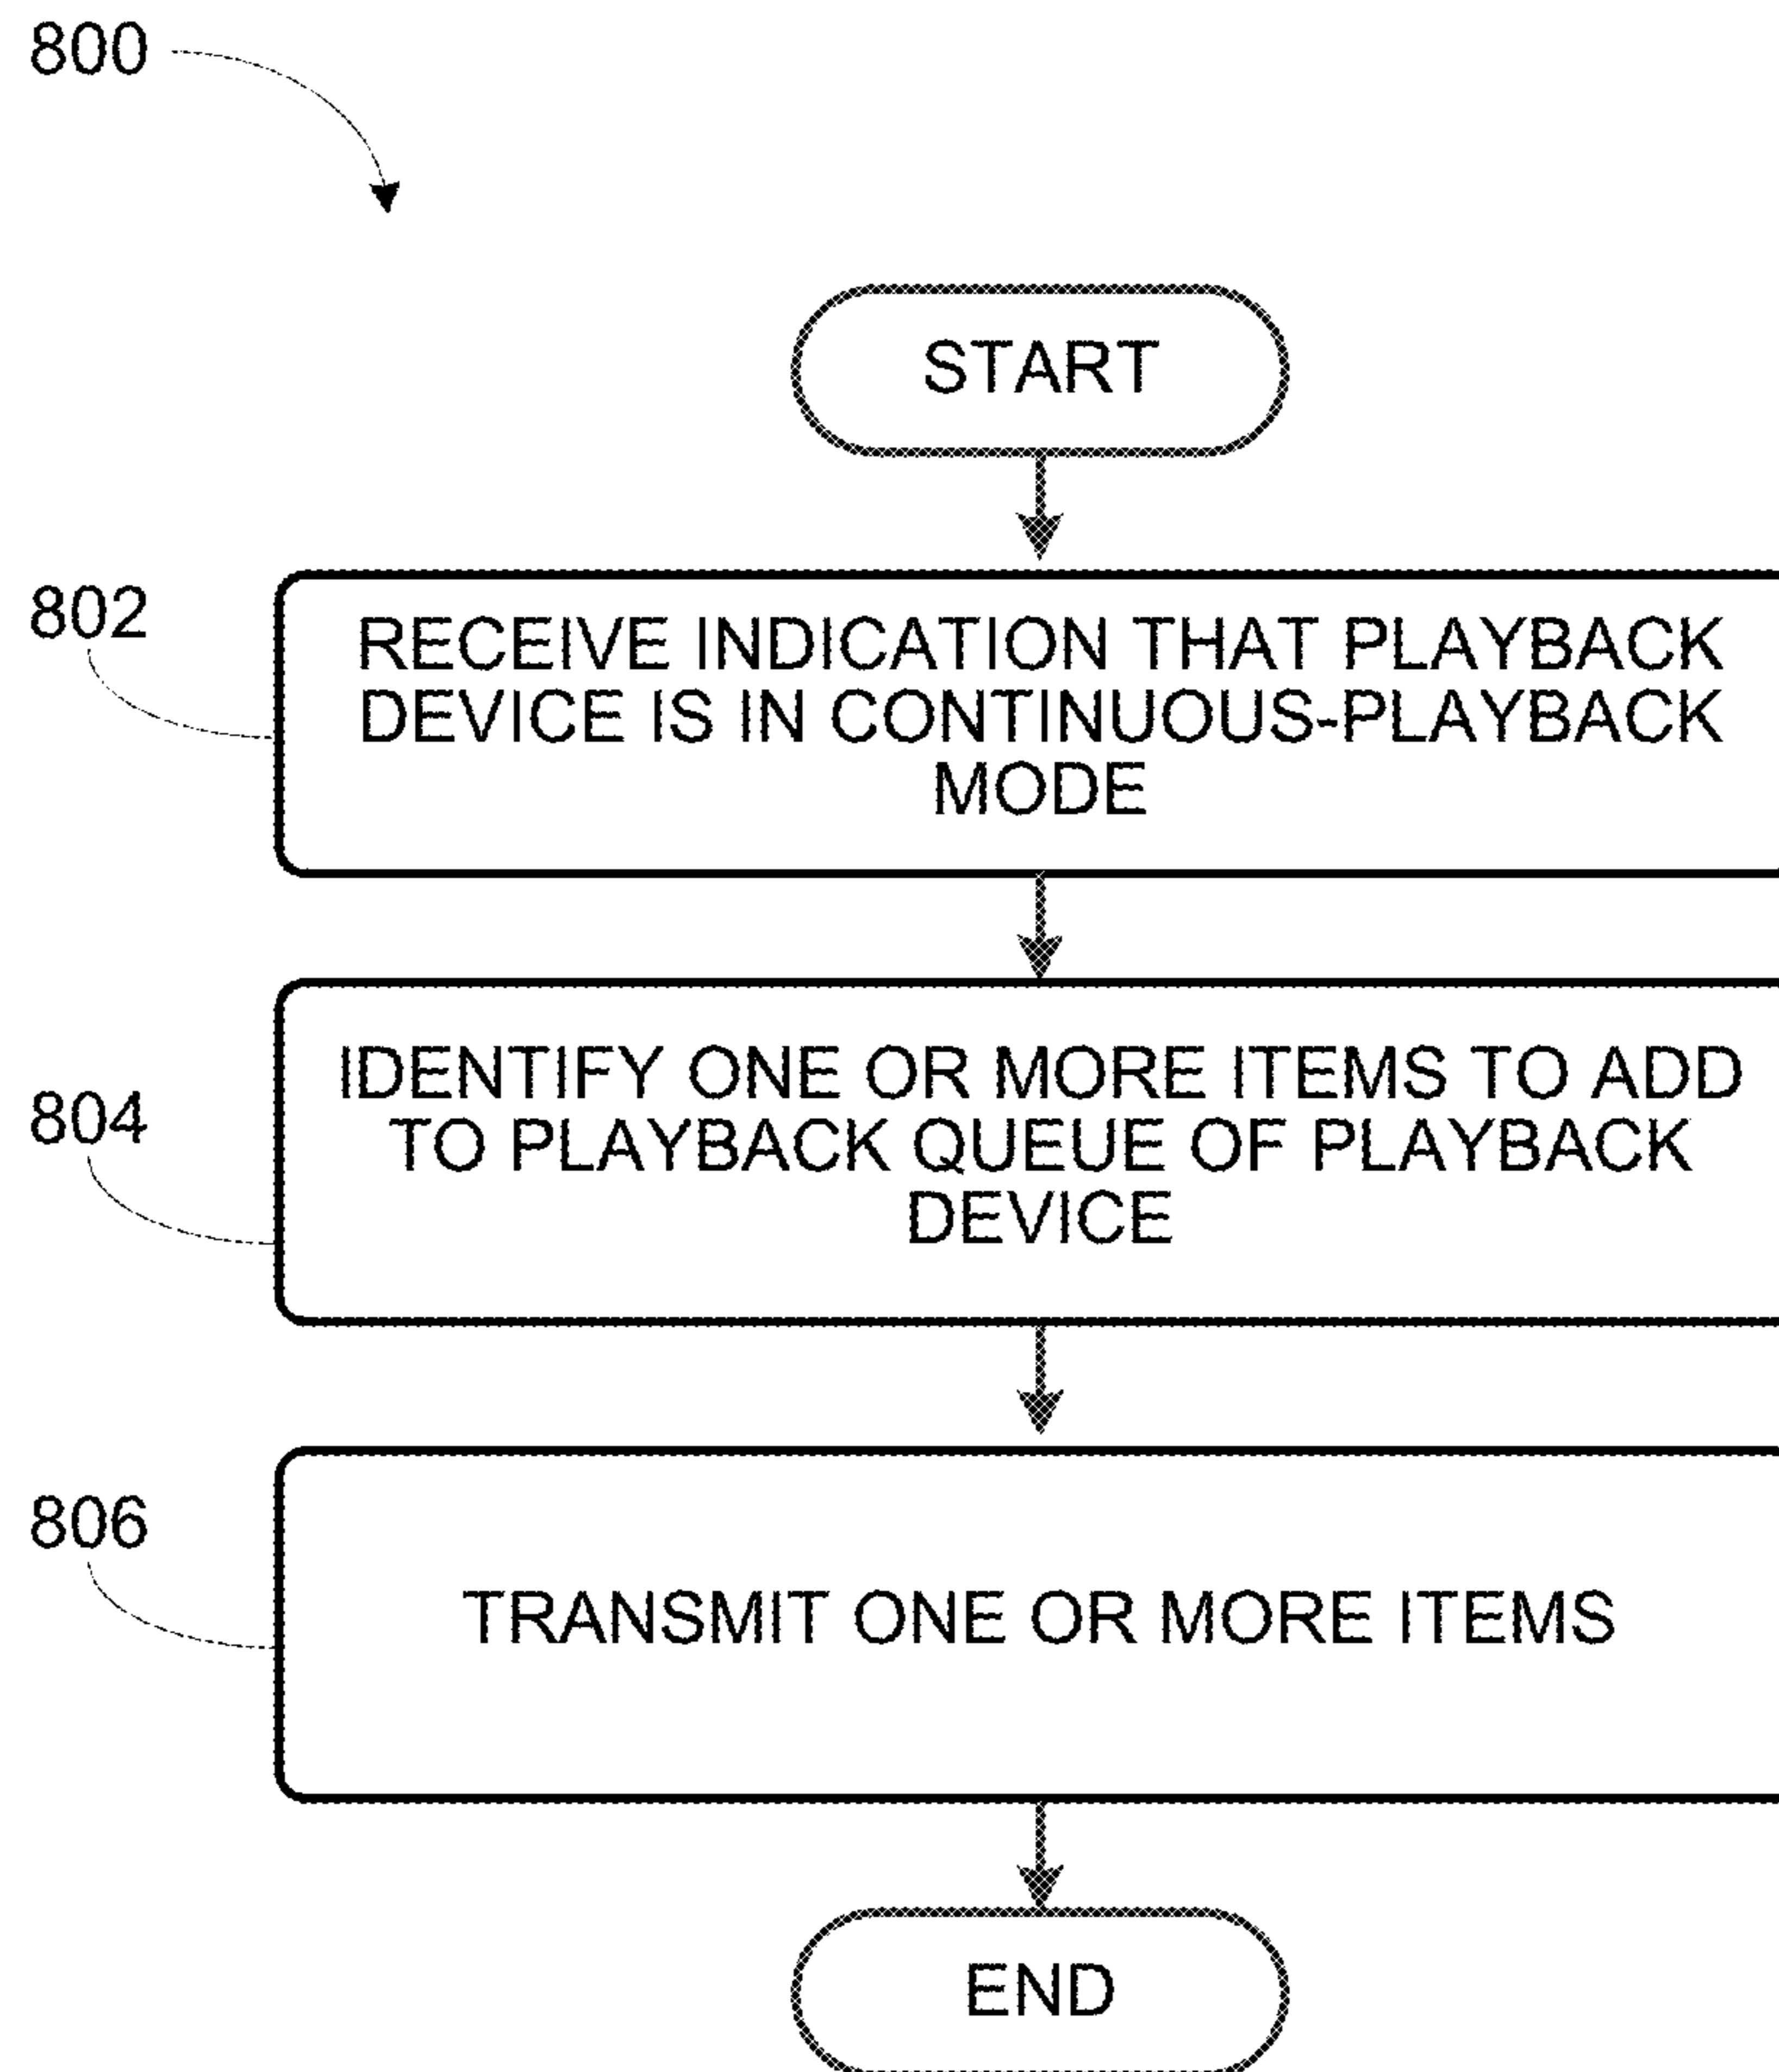 800
START
802
RECEIVE INDICATION THAT PLAYBACK
DEVICE IS IN CONTINUOUS-PLAYBACK
MODE
804
IDENTIFY ONE OR MORE ITEMS TO ADD
TO PLAYBACK QUEUE OF PLAYBACK
DEVICE
806
TRANSMIT ONE OR MORE ITEMS
END